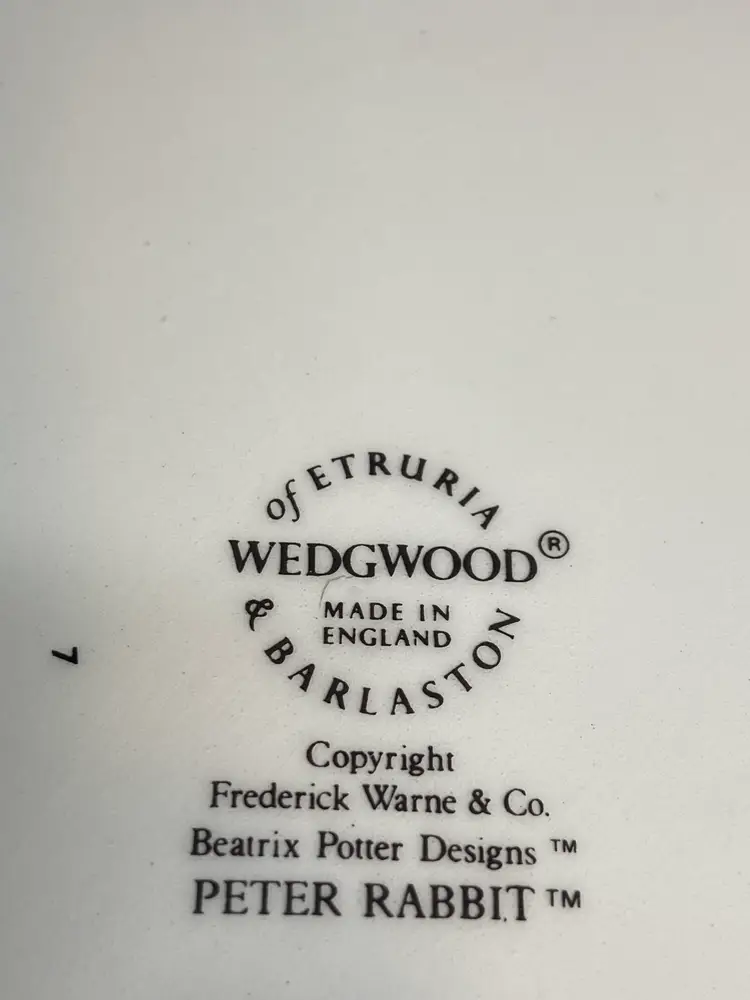 of ETRURIA
WEDGWOOD®
MADE IN
ENGLAND
& BARLASTON
7
Copyright
Frederick Warne & Co.
Beatrix Potter Designs ™
PETER RABBIT ™